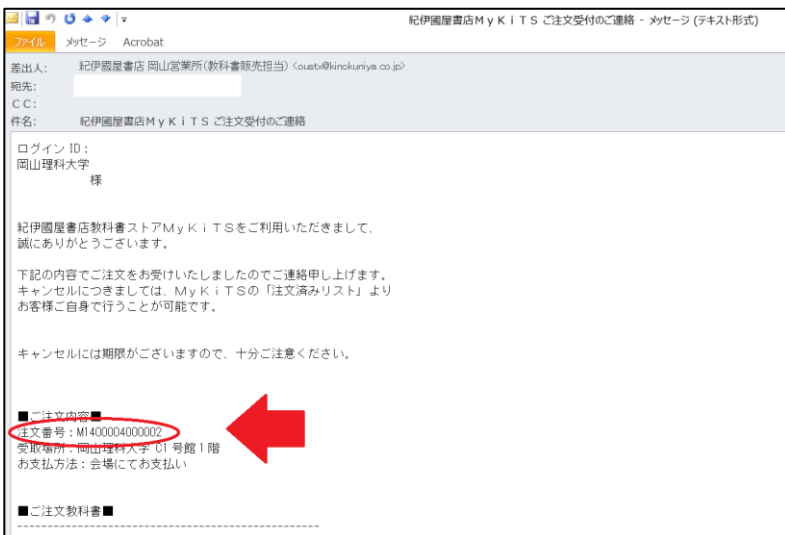 紀伊國屋書店ＭｙＫｉＴＳ ご注文受付のご連絡 - メッセージ (テキスト形式)
ファイル メッセージ Acrobat
差出人: 紀伊國屋書店 岡山営業所(教科書販売担当) <oustx@kinokuniya.co.jp>
宛先:
ＣＣ:
件名: 紀伊國屋書店ＭｙＫｉＴＳ ご注文受付のご連絡
ログイン ID：
岡山理科大学
様
紀伊國屋書店教科書ストアＭｙＫｉＴＳをご利用いただきまして、
誠にありがとうございます。
下記の内容でご注文をお受けいたしましたのでご連絡申し上げます。
キャンセルにつきましては、ＭｙＫｉＴＳの「注文済みリスト」より
お客様ご自身で行うことが可能です。
キャンセルには期限がございますので、十分ご注意ください。
■ご注文内容■
注文番号：M1400004000002
受取場所：岡山理科大学 C1 号館１階
お支払方法：会場にてお支払い
■ご注文教科書■
--------------------------------------------------